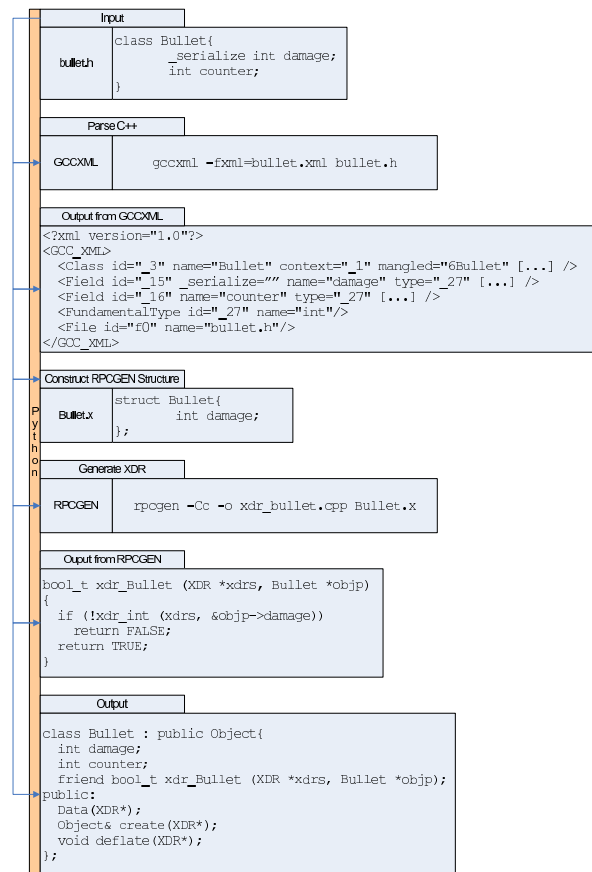 Input
bullet.h
class Bullet{
_serialize int damage;
int counter;
}
Parse C++
GCCXML
gccxml -fxml=bullet.xml bullet.h
Output from GCCXML
<?xml version="1.0"?>
<GCC_XML>
<Class id="_3" name="Bullet" context="_1" mangled="6Bullet" [...] />
<Field id="_15" _serialize=”” name="damage" type="_27" [...] />
<Field id="_16" name="counter" type="_27" [...] />
<FundamentalType id="_27" name="int"/>
<File id="f0" name="bullet.h"/>
</GCC_XML>
Construct RPCGEN Structure
Bullet.x
struct Bullet{
int damage;
};
Python
Generate XDR
RPCGEN
rpcgen -Cc -o xdr_bullet.cpp Bullet.x
Ouput from RPCGEN
bool_t xdr_Bullet (XDR *xdrs, Bullet *objp)
{
if (!xdr_int (xdrs, &objp->damage))
return FALSE;
return TRUE;
}
Output
class Bullet : public Object{
int damage;
int counter;
friend bool_t xdr_Bullet (XDR *xdrs, Bullet *objp);
public:
Data(XDR*);
Object& create(XDR*);
void deflate(XDR*);
};